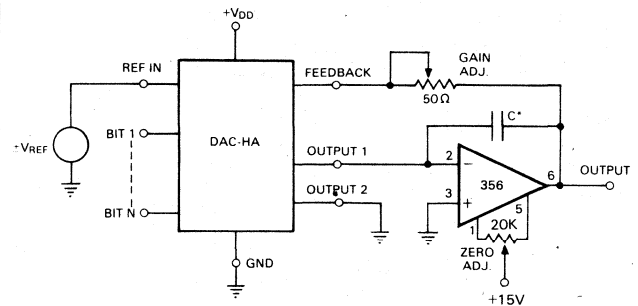 +VDD
REF IN
FEEDBACK
GAIN
ADJ.
50Ω
C*
±VREF
BIT 1
DAC-HA
OUTPUT 1
2
−
6
OUTPUT
356
OUTPUT 2
3
+
5
BIT N
1
20K
ZERO
ADJ.
GND
+15V